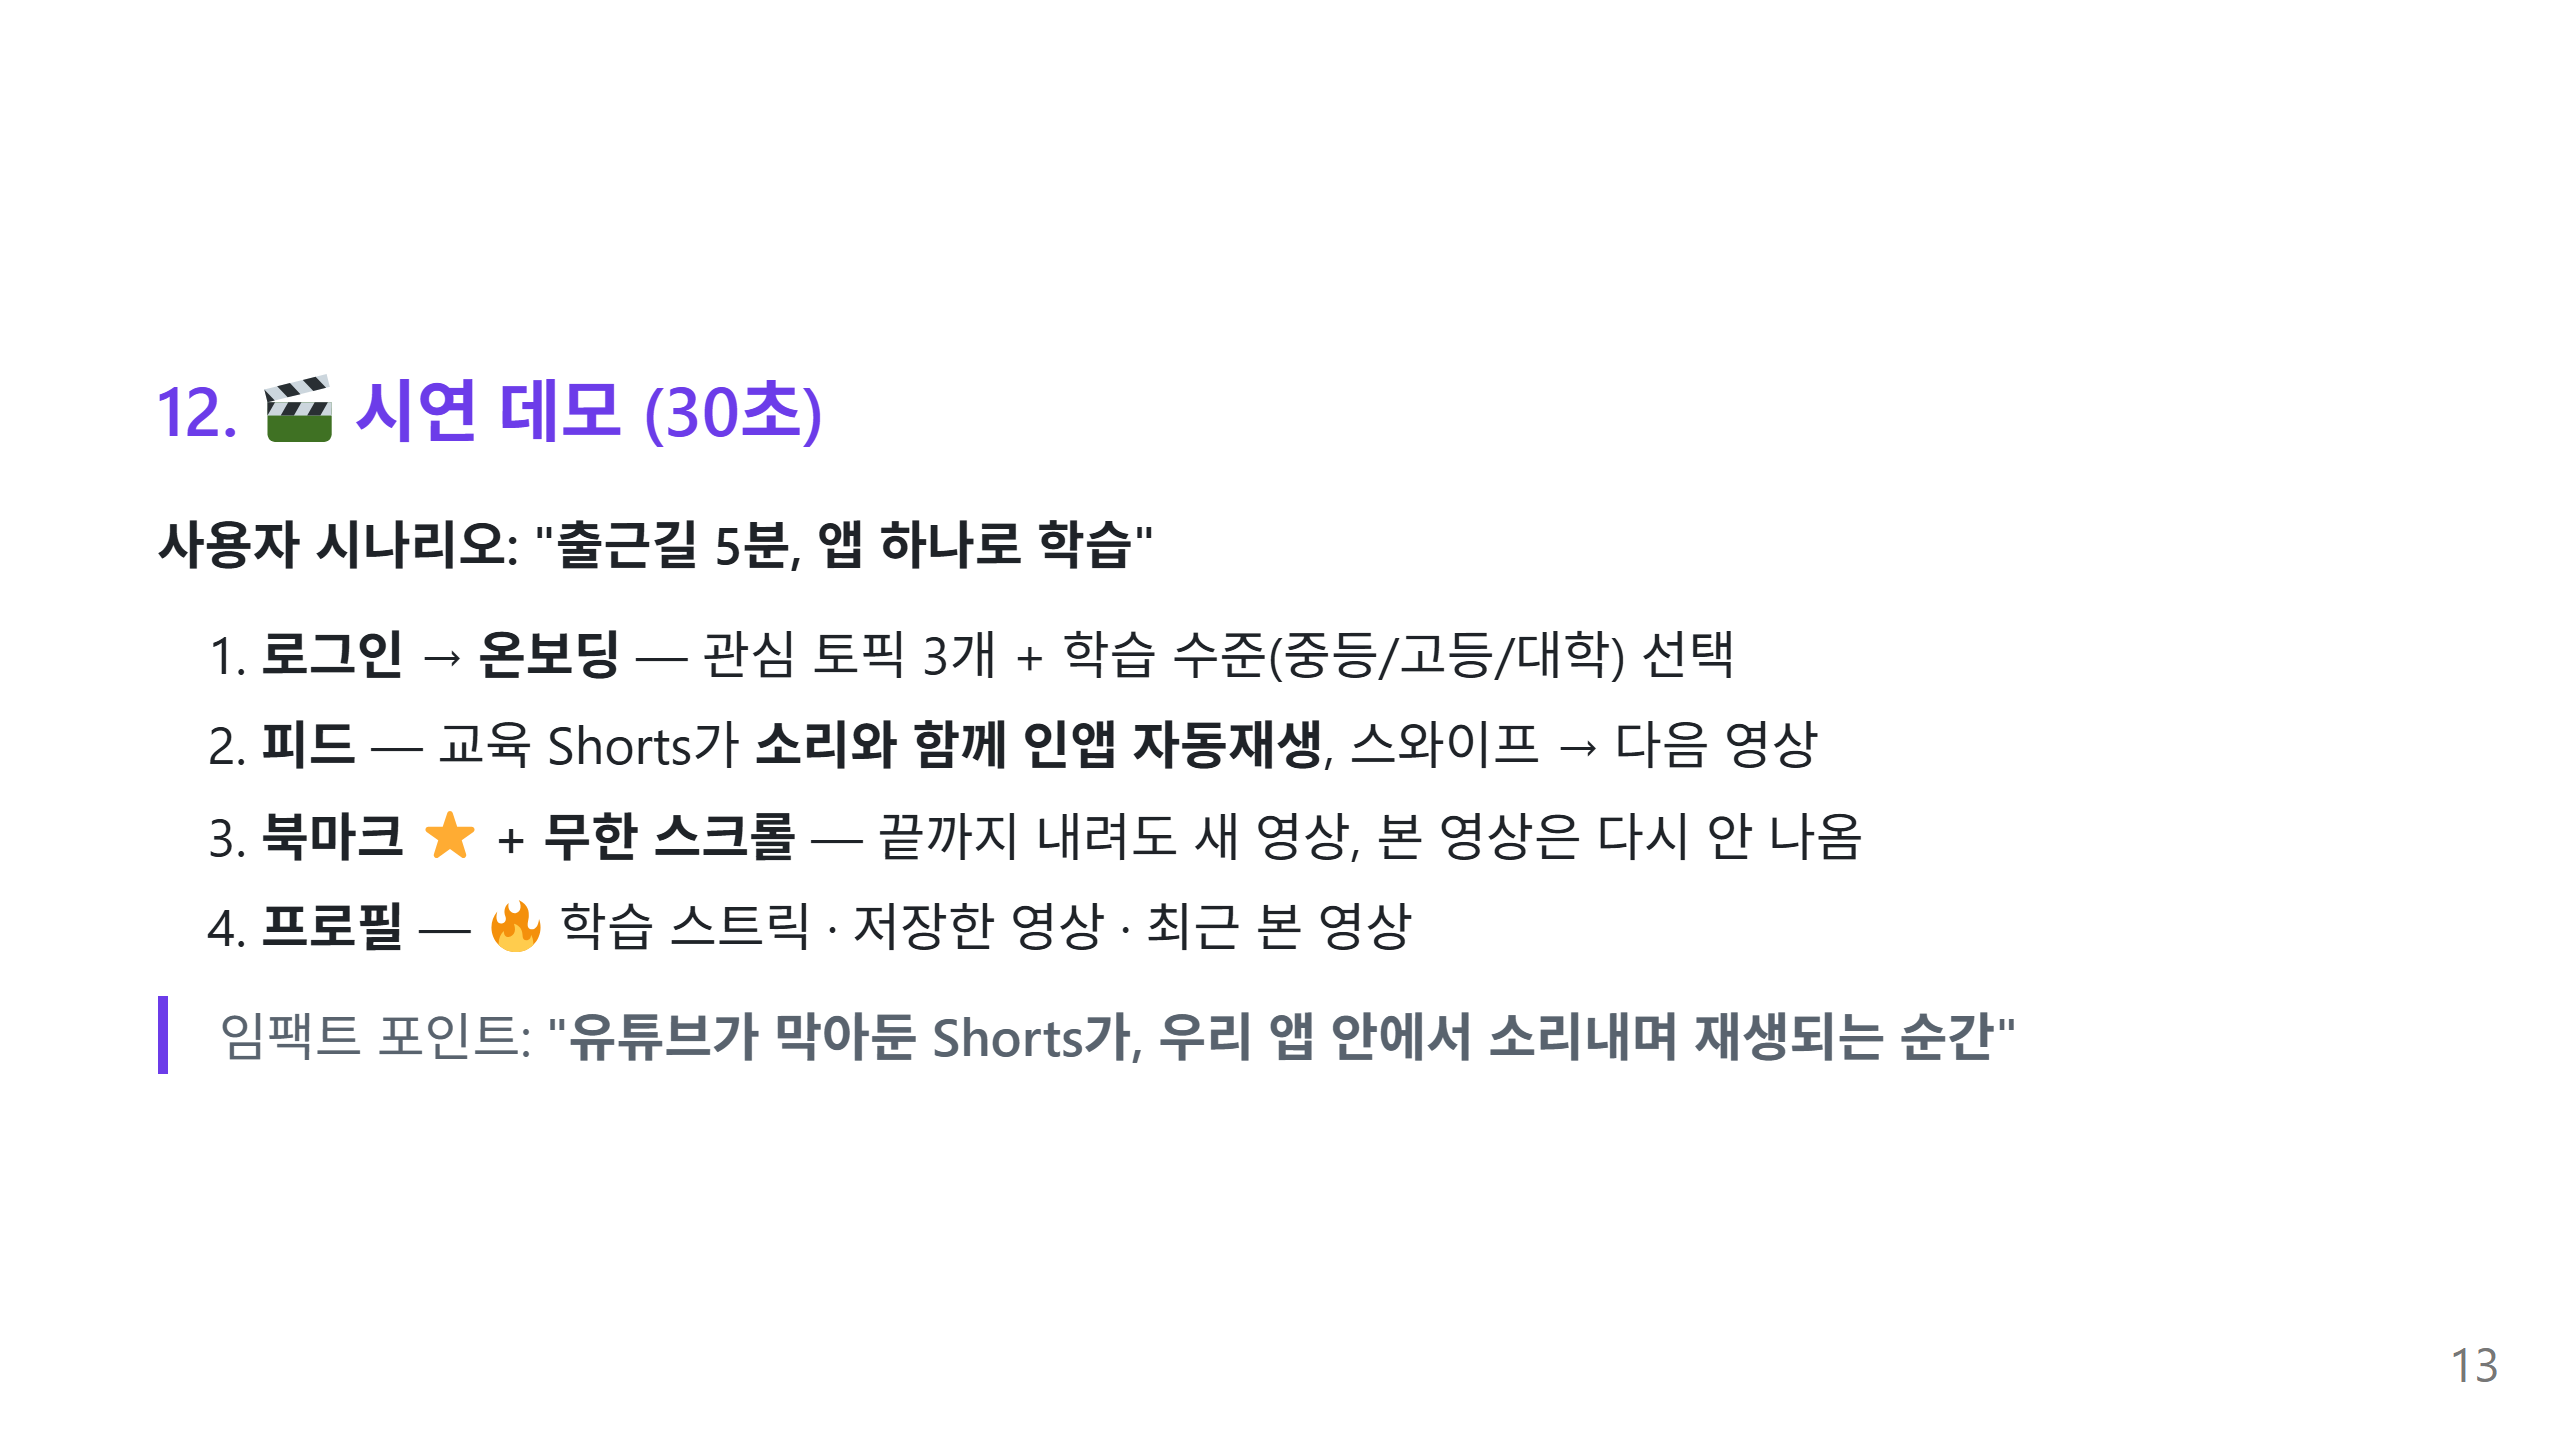 12. 🎬 시연 데모 (30초)
사용자 시나리오: "출근길 5분, 앱 하나로 학습"
1. 로그인 → 온보딩 — 관심 토픽 3개 + 학습 수준(중등/고등/대학) 선택
2. 피드 — 교육 Shorts가 소리와 함께 인앱 자동재생, 스와이프 → 다음 영상
3. 북마크 ⭐ + 무한 스크롤 — 끝까지 내려도 새 영상, 본 영상은 다시 안 나옴
4. 프로필 — 🔥 학습 스트릭 · 저장한 영상 · 최근 본 영상
임팩트 포인트: "유튜브가 막아둔 Shorts가, 우리 앱 안에서 소리내며 재생되는 순간"
13